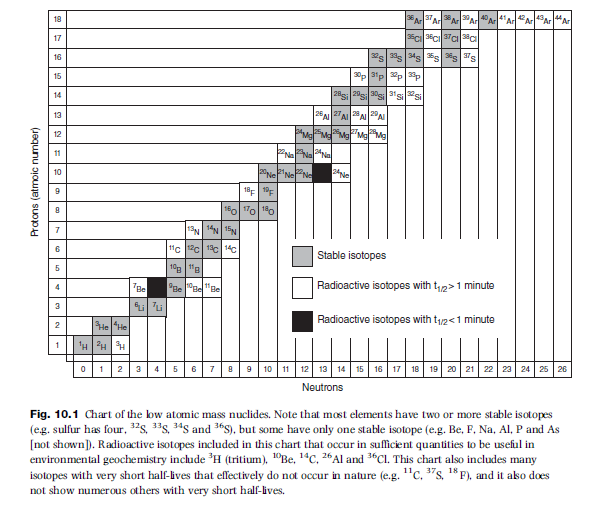 18 ³⁶Ar ³⁷Ar ³⁸Ar ³⁹Ar ⁴⁰Ar ⁴¹Ar ⁴²Ar ⁴³Ar ⁴⁴Ar
17 ³⁵Cl ³⁶Cl ³⁷Cl ³⁸Cl
16 ³²S ³³S ³⁴S ³⁵S ³⁶S ³⁷S
15 ³⁰P ³¹P ³²P ³³P
14 ²⁸Si ²⁹Si ³⁰Si ³¹Si ³²Si
13 ²⁶Al ²⁷Al ²⁸Al ²⁹Al
12 ²⁴Mg ²⁵Mg ²⁶Mg ²⁷Mg ²⁸Mg
11 ²²Na ²³Na ²⁴Na
10 ²⁰Ne ²¹Ne ²²Ne ²⁴Ne
9 ¹⁸F ¹⁹F
8 ¹⁶O ¹⁷O ¹⁸O
7 ¹³N ¹⁴N ¹⁵N
6 ¹¹C ¹²C ¹³C ¹⁴C
5 ¹⁰B ¹¹B
4 ⁷Be ⁹Be ¹⁰Be ¹¹Be
3 ⁶Li ⁷Li
2 ³He ⁴He
1 ¹H ²H ³H
0 1 2 3 4 5 6 7 8 9 10 11 12 13 14 15 16 17 18 19 20 21 22 23 24 25 26
Neutrons
Protons (atmoic number)
Stable isotopes
Radioactive isotopes with t₁/₂> 1 minute
Radioactive isotopes with t₁/₂<1 minute
Fig. 10.1 Chart of the low atomic mass nuclides. Note that most elements have two or more stable isotopes
(e.g. sulfur has four, ³²S, ³³S, ³⁴S and ³⁶S), but some have only one stable isotope (e.g. Be, F, Na, Al, P and As
[not shown]). Radioactive isotopes included in this chart that occur in sufficient quantities to be useful in
environmental geochemistry include ³H (tritium), ¹⁰Be, ¹⁴C, ²⁶Al and ³⁶Cl. This chart also includes many
isotopes with very short half-lives that effectively do not occur in nature (e.g. ¹¹C, ³⁷S, ¹⁸F), and it also does
not show numerous others with very short half-lives.